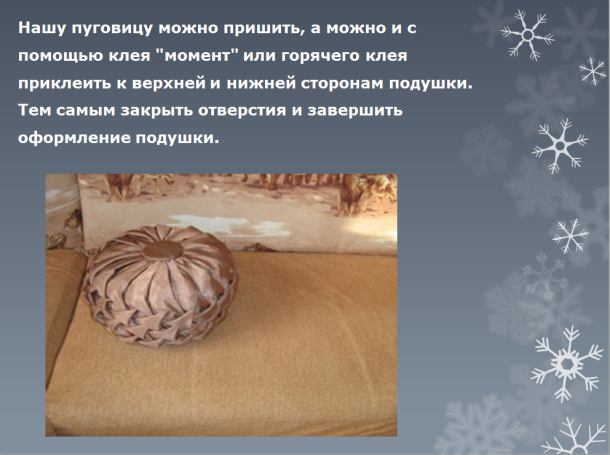 Нашу пуговицу можно пришить, а можно и с
помощью клея "момент" или горячего клея
приклеить к верхней и нижней сторонам подушки.
Тем самым закрыть отверстия и завершить
оформление подушки.